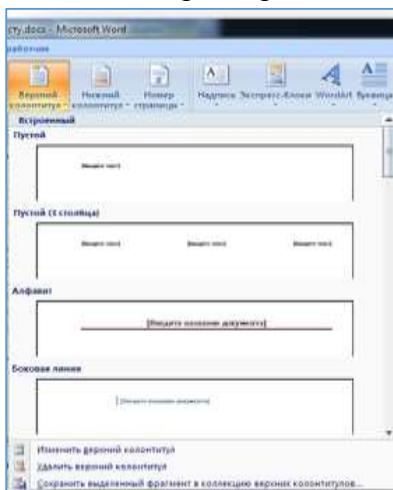 сту.docx - Microsoft Word
Верхний колонтитул
Нижний колонтитул
Номер страницы
Надпись Экспресс-блоки WordArt Буквица
Встроенный
Пустой
[Введите текст]
Пустой (3 столбца)
[Введите текст] [Введите текст] [Введите текст]
Алфавит
[Введите название документа]
Боковая линия
[Введите название документа]
Изменить верхний колонтитул
Удалить верхний колонтитул
Сохранить выделенный фрагмент в коллекцию верхних колонтитулов...